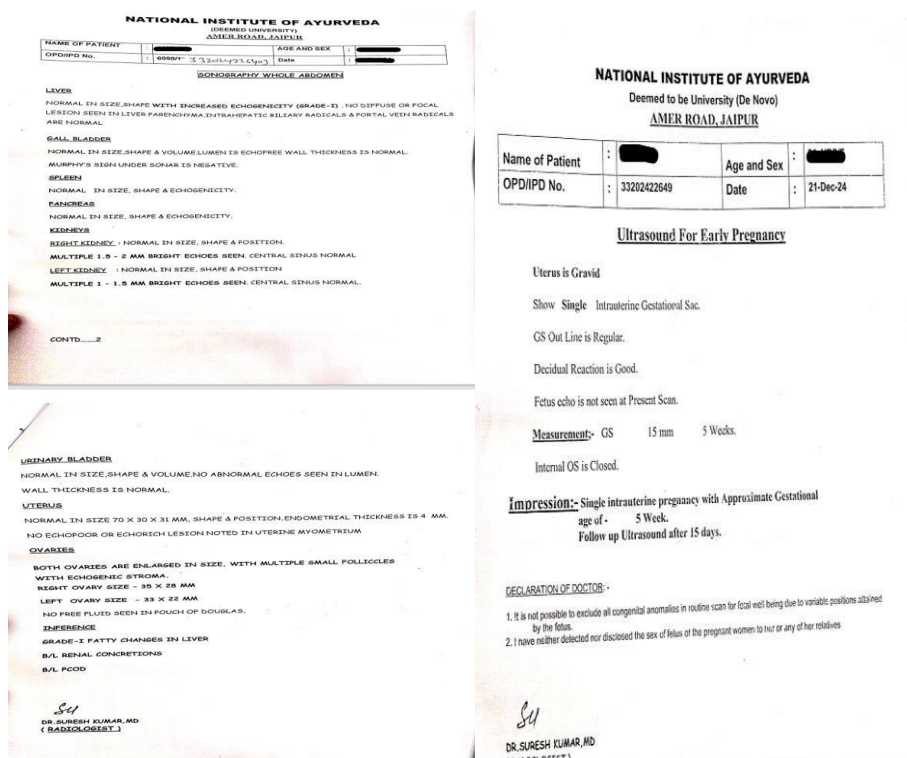 NATIONAL INSTITUTE OF AYURVEDA
(DEEMED UNIVERSITY)
AMER ROAD, JAIPUR
NAME OF PATIENT : AGE AND SEX :
OPD/IPD No. : Date :
SONOGRAPHY WHOLE ABDOMEN
LIVER
NORMAL IN SIZE,SHAPE WITH INCREASED ECHOGENICITY (GRADE-I) . NO DIFFUSE OR FOCAL
LESION SEEN IN LIVER PARENCHYMA,INTRAHEPATIC BILIARY RADICALS & PORTAL VEIN RADICALS
ARE NORMAL
GALL BLADDER
NORMAL IN SIZE,SHAPE & VOLUME.LUMEN IS ECHOFREE WALL THICKNESS IS NORMAL.
MURPHY'S SIGN UNDER SONAR IS NEGATIVE.
SPLEEN
NORMAL IN SIZE, SHAPE & ECHOGENICITY.
PANCREAS
NORMAL IN SIZE, SHAPE & ECHOGENICITY.
KIDNEYS
RIGHT KIDNEY : NORMAL IN SIZE, SHAPE & POSITION.
MULTIPLE 1.5 - 2 MM BRIGHT ECHOES SEEN. CENTRAL SINUS NORMAL
LEFT KIDNEY : NORMAL IN SIZE, SHAPE & POSITION
MULTIPLE 1 - 1.5 MM BRIGHT ECHOES SEEN. CENTRAL SINUS NORMAL.
CONTD.......2
URINARY BLADDER
NORMAL IN SIZE,SHAPE & VOLUME.NO ABNORMAL ECHOES SEEN IN LUMEN.
WALL THICKNESS IS NORMAL.
UTERUS
NORMAL IN SIZE 70 X 30 X 31 MM, SHAPE & POSITION.ENDOMETRIAL THICKNESS IS 4 MM.
NO ECHOPOOR OR ECHORICH LESION NOTED IN UTERINE MYOMETRIUM
OVARIES
BOTH OVARIES ARE ENLARGED IN SIZE, WITH MULTIPLE SMALL FOLLICCLES
WITH ECHOGENIC STROMA.
RIGHT OVARY SIZE - 35 X 28 MM
LEFT OVARY SIZE - 33 X 22 MM
NO FREE FLUID SEEN IN POUCH OF DOUGLAS.
INFERENCE
GRADE-I FATTY CHANGES IN LIVER
B/L RENAL CONCRETIONS
B/L PCOD
DR.SURESH KUMAR,MD
( RADIOLOGIST )
NATIONAL INSTITUTE OF AYURVEDA
Deemed to be University (De Novo)
AMER ROAD, JAIPUR
Name of Patient : Age and Sex :
OPD/IPD No. : 33202422649 Date : 21-Dec-24
Ultrasound For Early Pregnancy
Uterus is Gravid
Show Single Intrauterine Gestational Sac.
GS Out Line is Regular.
Decidual Reaction is Good.
Fetus echo is not seen at Present Scan.
Measurement:- GS 15 mm 5 Weeks.
Internal OS is Closed.
Impression:- Single intrauterine pregnancy with Approximate Gestational
age of - 5 Week.
Follow up Ultrasound after 15 days.
DECLARATION OF DOCTOR: -
1. It is not possible to exclude all congenital anomalies in routine scan for fetal well being due to variable positions attained
by the fetus.
2. I have neither detected nor disclosed the sex of fetus of the pregnant women to her or any of her relatives
DR.SURESH KUMAR,MD